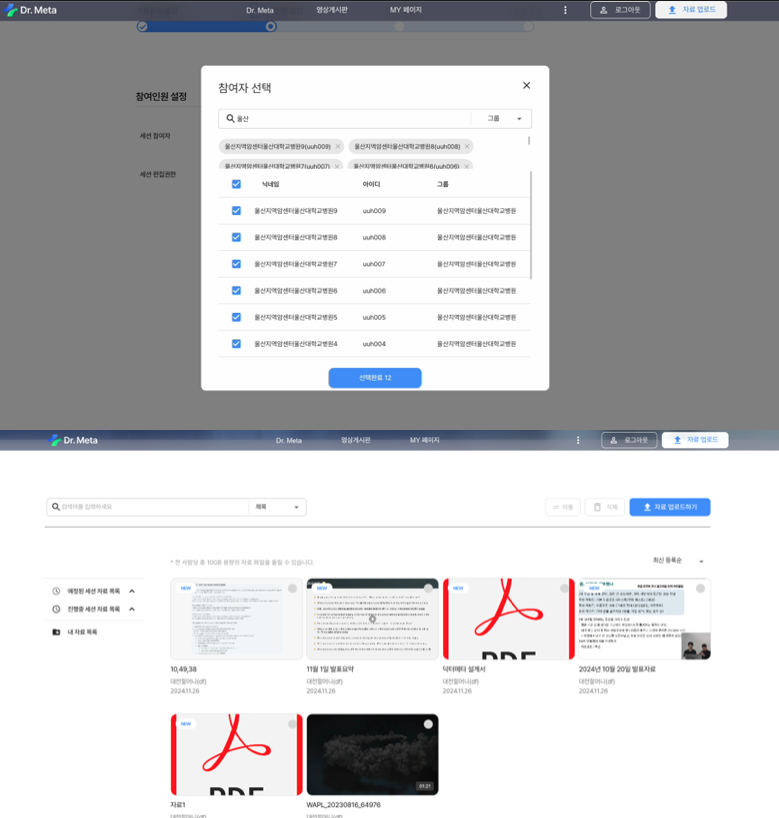 Dr. Meta
Dr. Meta 영상게시판 MY 페이지 로그아웃 자료 업로드
참여인원 설정
세션 참여자
세션 편집권한
참여자 선택
울산 그룹
울산지역암센터울산대학교병원9(uuh009) 울산지역암센터울산대학교병원8(uuh008)
울산지역암센터울산대학교병원7(uuh007) 울산지역암센터울산대학교병원6(uuh006)
닉네임 아이디 그룹
울산지역암센터울산대학교병원9 uuh009 울산지역암센터울산대학교병원
울산지역암센터울산대학교병원8 uuh008 울산지역암센터울산대학교병원
울산지역암센터울산대학교병원7 uuh007 울산지역암센터울산대학교병원
울산지역암센터울산대학교병원6 uuh006 울산지역암센터울산대학교병원
울산지역암센터울산대학교병원5 uuh005 울산지역암센터울산대학교병원
울산지역암센터울산대학교병원4 uuh004 울산지역암센터울산대학교병원
선택완료 12
Dr. Meta
Dr. Meta 영상게시판 MY 페이지 로그아웃 자료 업로드
검색어를 입력하세요 제목 이동 삭제 자료 업로드하기
* 한 사람당 총 10GB 용량의 자료 파일을 올릴 수 있습니다. 최신 등록순
예정된 세션 자료 목록
진행중 세션 자료 목록
내 자료 목록
NEW NEW NEW NEW
PDF
10,49,38 11월 1일 발표요약 닥터메타 설계서 2024년 10월 20일 발표자료
대전할머니(df) 대전할머니(df) 대전할머니(df) 대전할머니(df)
2024.11.26 2024.11.26 2024.11.26 2024.11.26
NEW
PDF 01:21
자료1 WAPL_20230816_64976
대전할머니(df) 대전할머니(df)